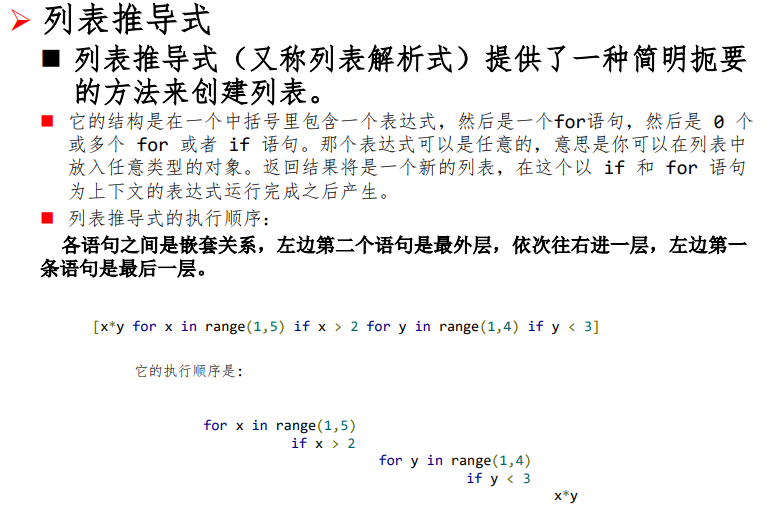 列表推导式
列表推导式（又称列表解析式）提供了一种简明扼要
的方法来创建列表。
它的结构是在一个中括号里包含一个表达式，然后是一个for语句，然后是 0 个
或多个 for 或者 if 语句。那个表达式可以是任意的，意思是你可以在列表中
放入任意类型的对象。返回结果将是一个新的列表，在这个以 if 和 for 语句
为上下文的表达式运行完成之后产生。
列表推导式的执行顺序：
各语句之间是嵌套关系，左边第二个语句是最外层，依次往右进一层，左边第一
条语句是最后一层。
[x*y for x in range(1,5) if x > 2 for y in range(1,4) if y < 3]
它的执行顺序是:
for x in range(1,5)
if x > 2
for y in range(1,4)
if y < 3
x*y